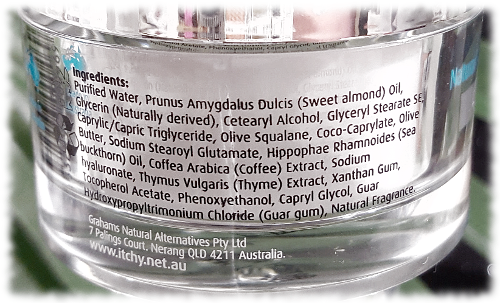 Ingredients:
Purified Water, Prunus Amygdalus Dulcis (Sweet almond) Oil,
Glycerin (Naturally derived), Cetearyl Alcohol, Glyceryl Stearate SE,
Caprylic/Capric Triglyceride, Olive Squalane, Coco-Caprylate, Olive
Butter, Sodium Stearoyl Glutamate, Hippophae Rhamnoides (Sea
buckthorn) Oil, Coffea Arabica (Coffee) Extract, Sodium
hyaluronate, Thymus Vulgaris (Thyme) Extract, Xanthan Gum,
Tocopherol Acetate, Phenoxyethanol, Capryl Glycol, Guar
Hydroxypropyltrimonium Chloride (Guar gum), Natural Fragrance.
Grahams Natural Alternatives Pty Ltd
7 Palings Court. Nerang QLD 4211 Australia.
www.itchy.net.au